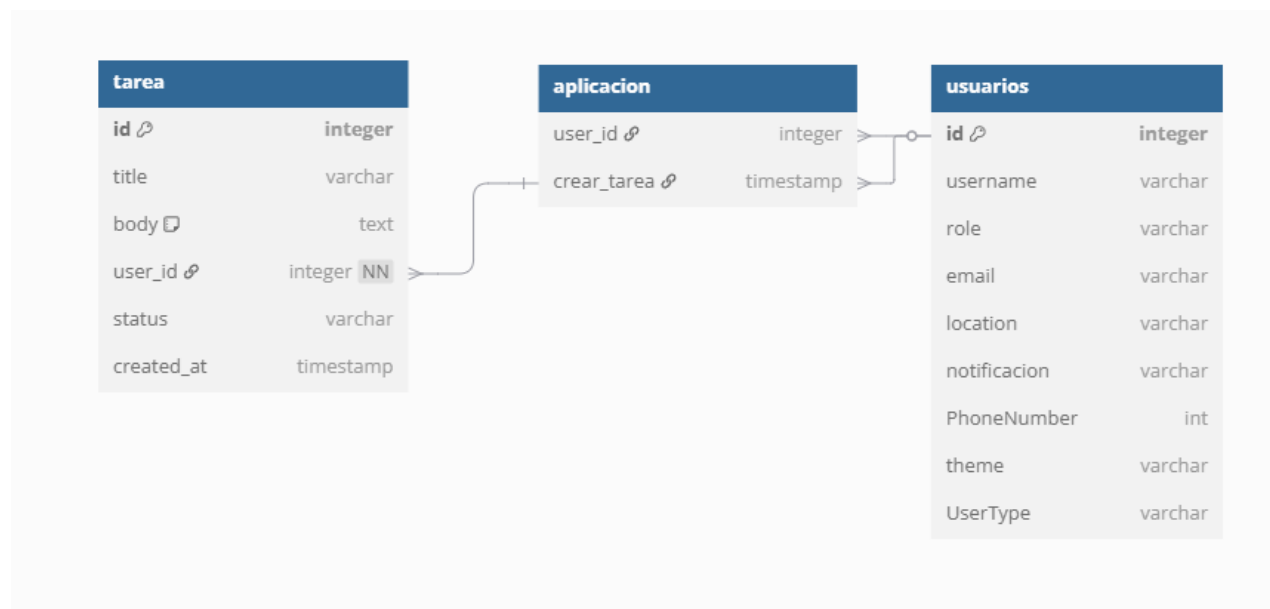 tarea
id integer
title varchar
body text
user_id integer NN
status varchar
created_at timestamp
aplicacion
user_id integer
crear_tarea timestamp
usuarios
id integer
username varchar
role varchar
email varchar
location varchar
notificacion varchar
PhoneNumber int
theme varchar
UserType varchar